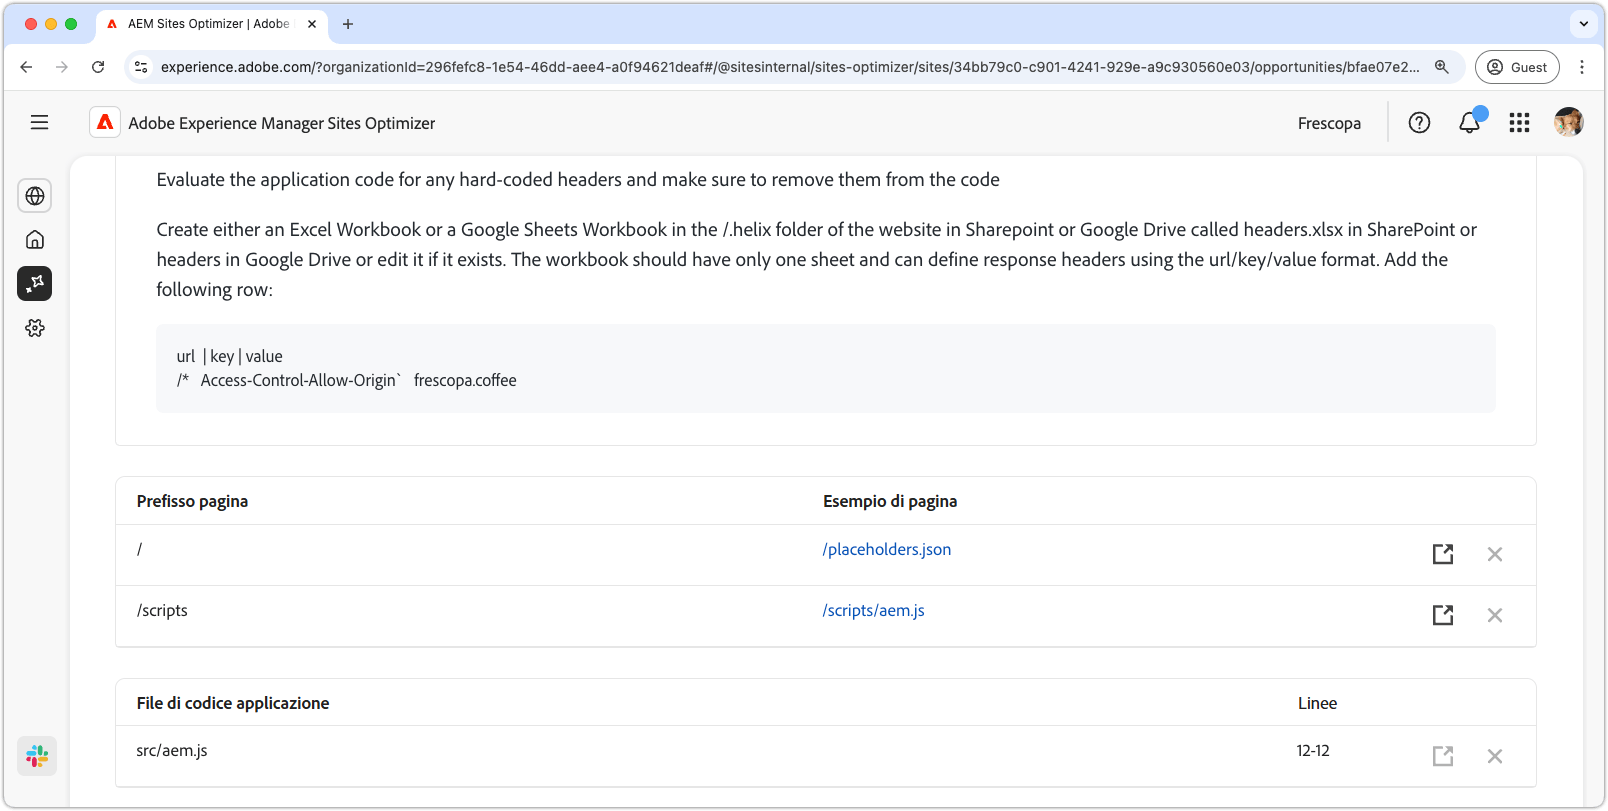 AEM Sites Optimizer | Adobe
experience.adobe.com/?organizationId=296fefc8-1e54-46dd-aee4-a0f94621deaf#/@sitesinternal/sites-optimizer/sites/34bb79c0-c901-4241-929e-a9c930560e03/opportunities/bfae07e2...
Guest
Adobe Experience Manager Sites Optimizer
Frescopa
Evaluate the application code for any hard-coded headers and make sure to remove them from the code
Create either an Excel Workbook or a Google Sheets Workbook in the /.helix folder of the website in Sharepoint or Google Drive called headers.xlsx in SharePoint or
headers in Google Drive or edit it if it exists. The workbook should have only one sheet and can define response headers using the url/key/value format. Add the
following row:
url | key | value
/* Access-Control-Allow-Origin` frescopa.coffee
Prefisso pagina Esempio di pagina
/ /placeholders.json
/scripts /scripts/aem.js
File di codice applicazione Linee
src/aem.js 12-12